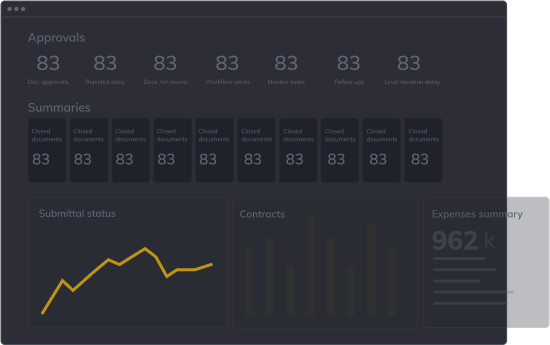 Approvals
83 83 83 83 83 83 83
Doc. approvals Rejected docs. Docs. for review Workflow alerts Monitor tasks Follow ups Level duration delay
Summaries
Closed documents Closed documents Closed documents Closed documents Closed documents Closed documents Closed documents Closed documents Closed documents Closed documents
83 83 83 83 83 83 83 83 83 83
Submittal status Contracts Expenses summary
962 k